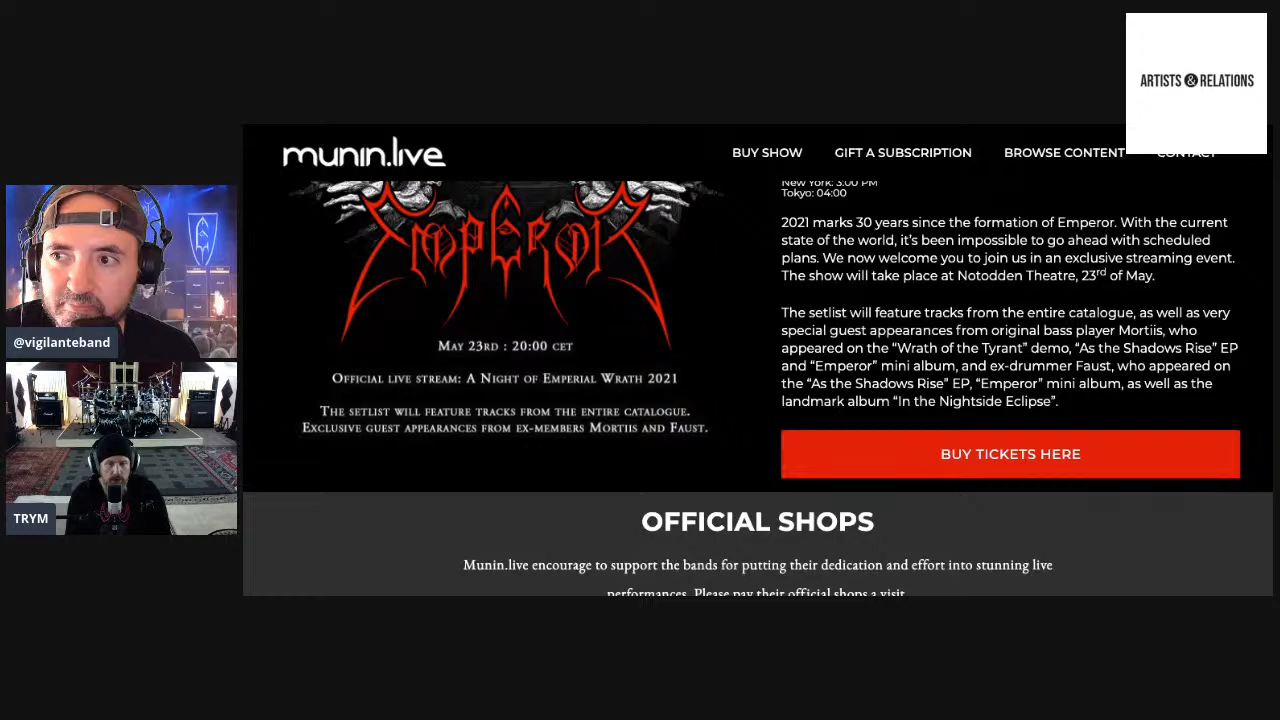 ARTISTS & RELATIONS
munin.live
BUY SHOW
GIFT A SUBSCRIPTION
BROWSE CONTENT
CONTACT
EMPEROR
MAY 23RD : 20:00 CET
OFFICIAL LIVE STREAM: A NIGHT OF EMPERIAL WRATH 2021
THE SETLIST WILL FEATURE TRACKS FROM THE ENTIRE CATALOGUE.
EXCLUSIVE GUEST APPEARANCES FROM EX-MEMBERS MORTIIS AND FAUST.
New York: 3:00 PM
Tokyo: 04:00
2021 marks 30 years since the formation of Emperor. With the current
state of the world, it's been impossible to go ahead with scheduled
plans. We now welcome you to join us in an exclusive streaming event.
The show will take place at Notodden Theatre, 23rd of May.
The setlist will feature tracks from the entire catalogue, as well as very
special guest appearances from original bass player Mortiis, who
appeared on the “Wrath of the Tyrant” demo, “As the Shadows Rise” EP
and “Emperor” mini album, and ex-drummer Faust, who appeared on
the “As the Shadows Rise” EP, “Emperor” mini album, as well as the
landmark album “In the Nightside Eclipse”.
BUY TICKETS HERE
OFFICIAL SHOPS
Munin.live encourage to support the bands for putting their dedication and effort into stunning live
performances. Please pay their official shops a visit
@vigilanteband
TRYM